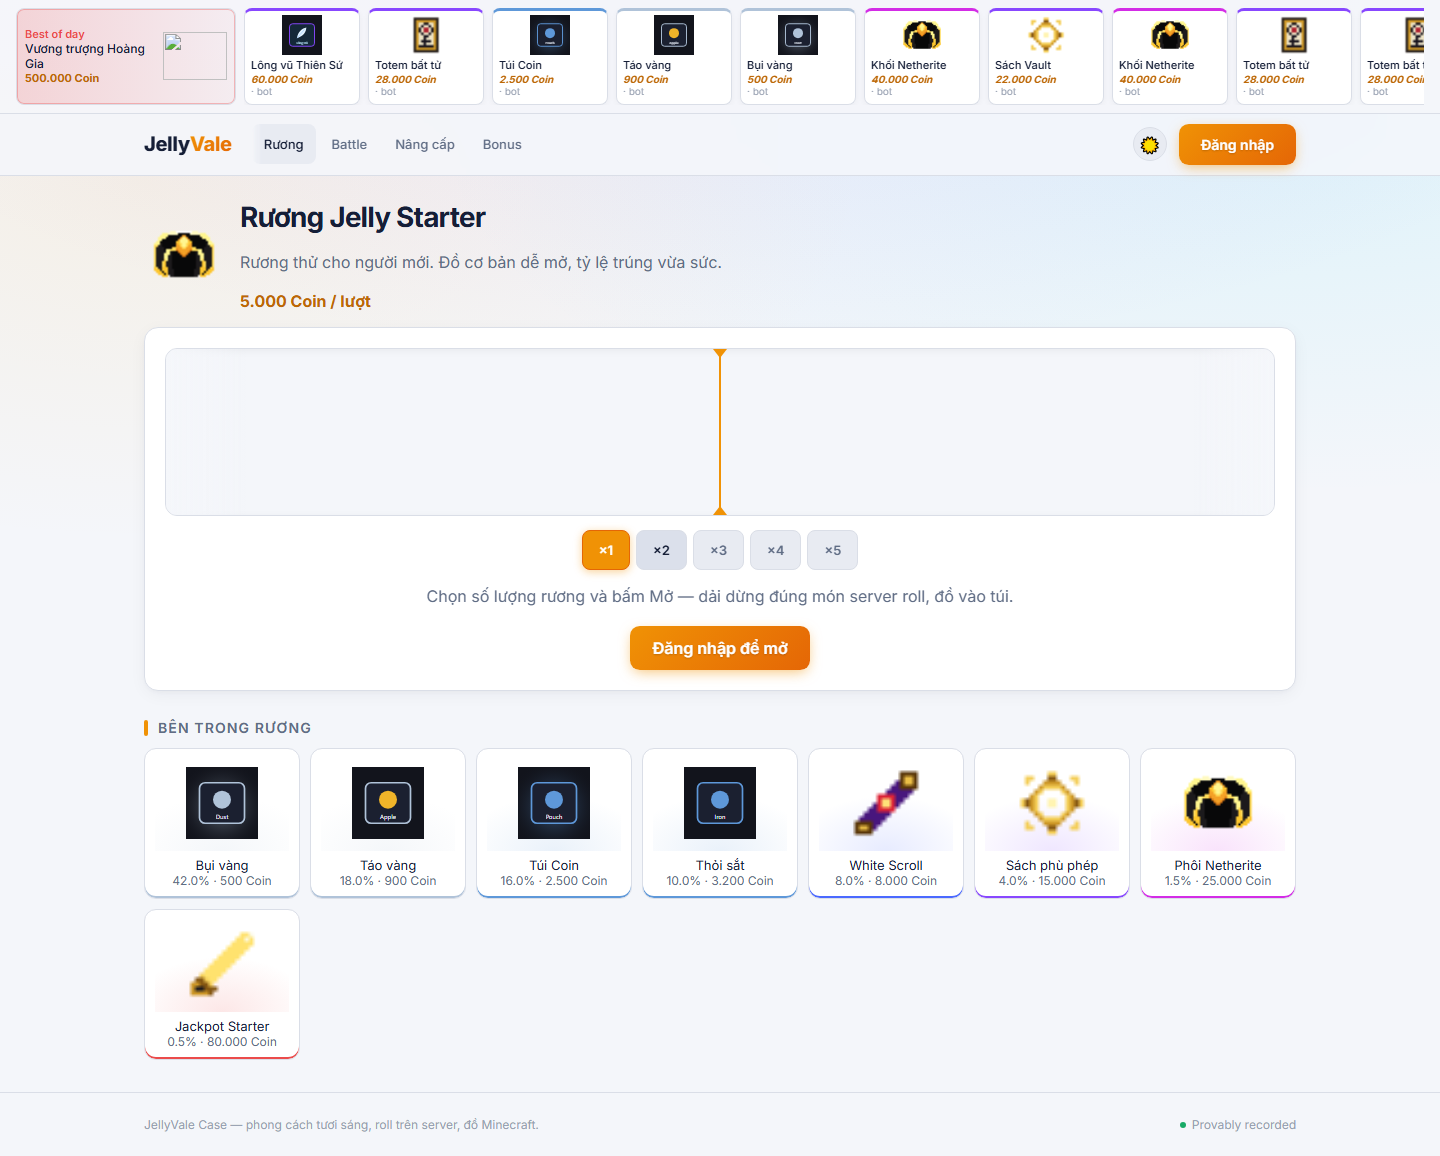 Best of day
Vương trượng Hoàng
Gia
500.000 Coin
Lông vũ Thiên Sứ
60.000 Coin
· bot
Totem bất tử
28.000 Coin
· bot
Túi Coin
2.500 Coin
· bot
Táo vàng
900 Coin
· bot
Bụi vàng
500 Coin
· bot
Khối Netherite
40.000 Coin
· bot
Sách Vault
22.000 Coin
· bot
Khối Netherite
40.000 Coin
· bot
Totem bất tử
28.000 Coin
· bot
Totem bất
28.000
· bot
JellyVale
Rương
Battle
Nâng cấp
Bonus
Đăng nhập
Rương Jelly Starter
Rương thử cho người mới. Đồ cơ bản dễ mở, tỷ lệ trúng vừa sức.
5.000 Coin / lượt
×1
×2
×3
×4
×5
Chọn số lượng rương và bấm Mở — dải dừng đúng món server roll, đồ vào túi.
Đăng nhập để mở
BÊN TRONG RƯƠNG
Dust
Bụi vàng
42.0% · 500 Coin
Apple
Táo vàng
18.0% · 900 Coin
Pouch
Túi Coin
16.0% · 2.500 Coin
Iron
Thỏi sắt
10.0% · 3.200 Coin
White Scroll
8.0% · 8.000 Coin
Sách phù phép
4.0% · 15.000 Coin
Phôi Netherite
1.5% · 25.000 Coin
Jackpot Starter
0.5% · 80.000 Coin
JellyVale Case — phong cách tươi sáng, roll trên server, đồ Minecraft.
Provably recorded